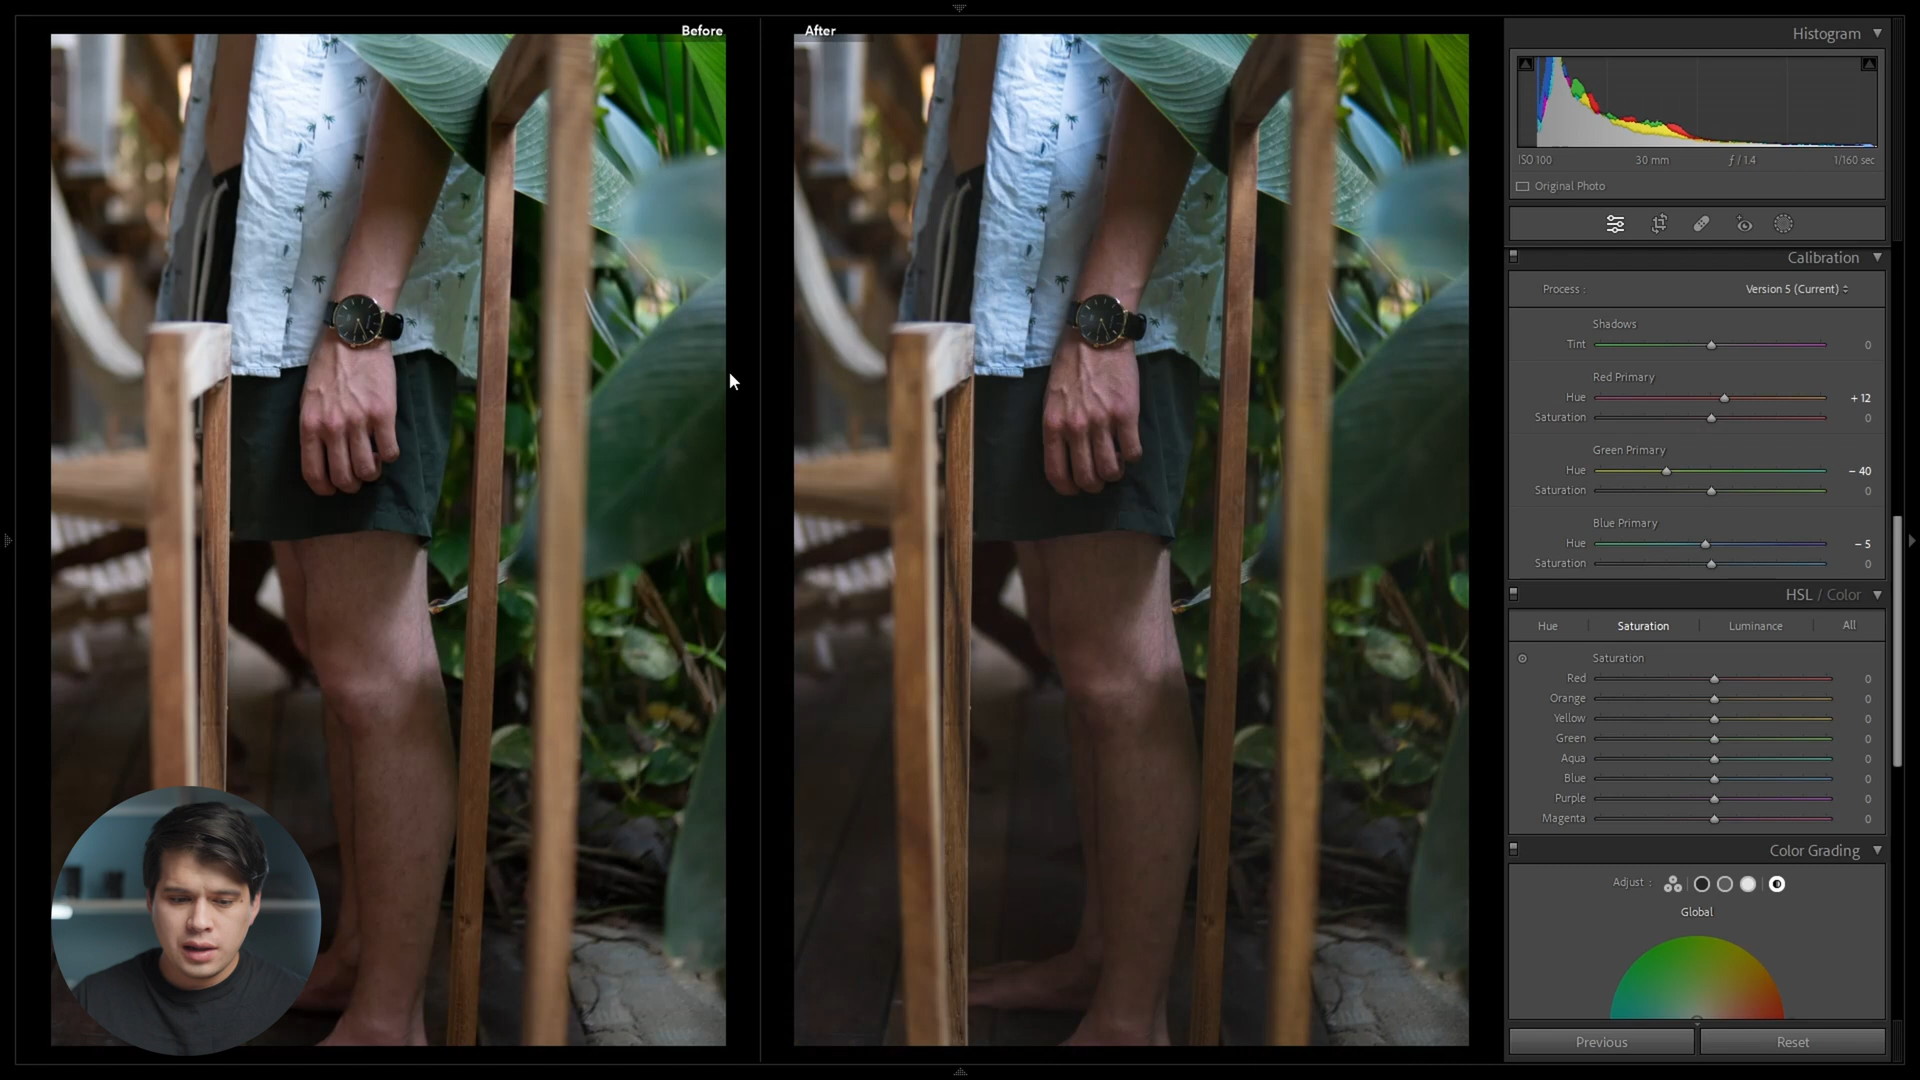 Before
After
Histogram
ISO 100 30 mm ƒ / 1.4 1/160 sec
Original Photo
Calibration
Process : Version 5 (Current)
Shadows
Tint 0
Red Primary
Hue + 12
Saturation 0
Green Primary
Hue − 40
Saturation 0
Blue Primary
Hue − 5
Saturation 0
HSL / Color
Hue Saturation Luminance All
Saturation
Red 0
Orange 0
Yellow 0
Green 0
Aqua 0
Blue 0
Purple 0
Magenta 0
Color Grading
Adjust :
Global
Previous Reset